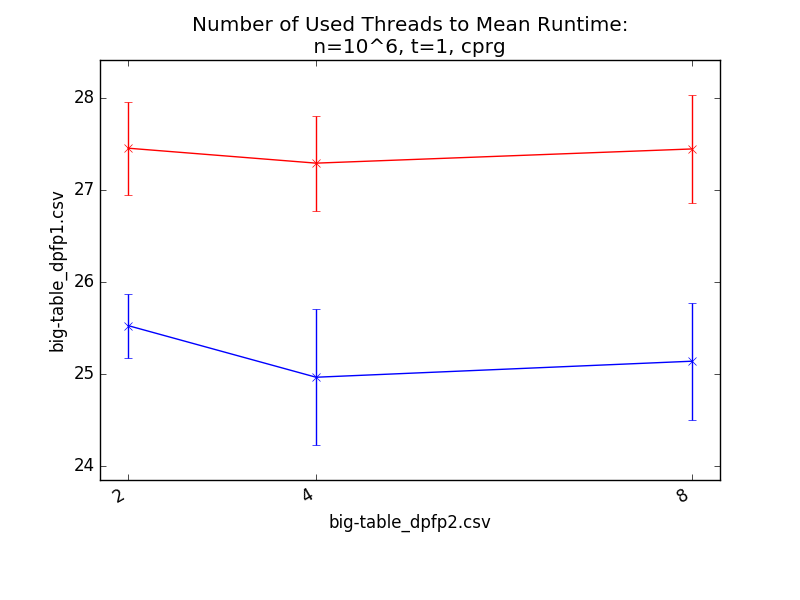 Number of Used Threads to Mean Runtime:
n=10^6, t=1, cprg
28
27
26
25
24
big-table_dpfp1.csv
2
4
8
big-table_dpfp2.csv